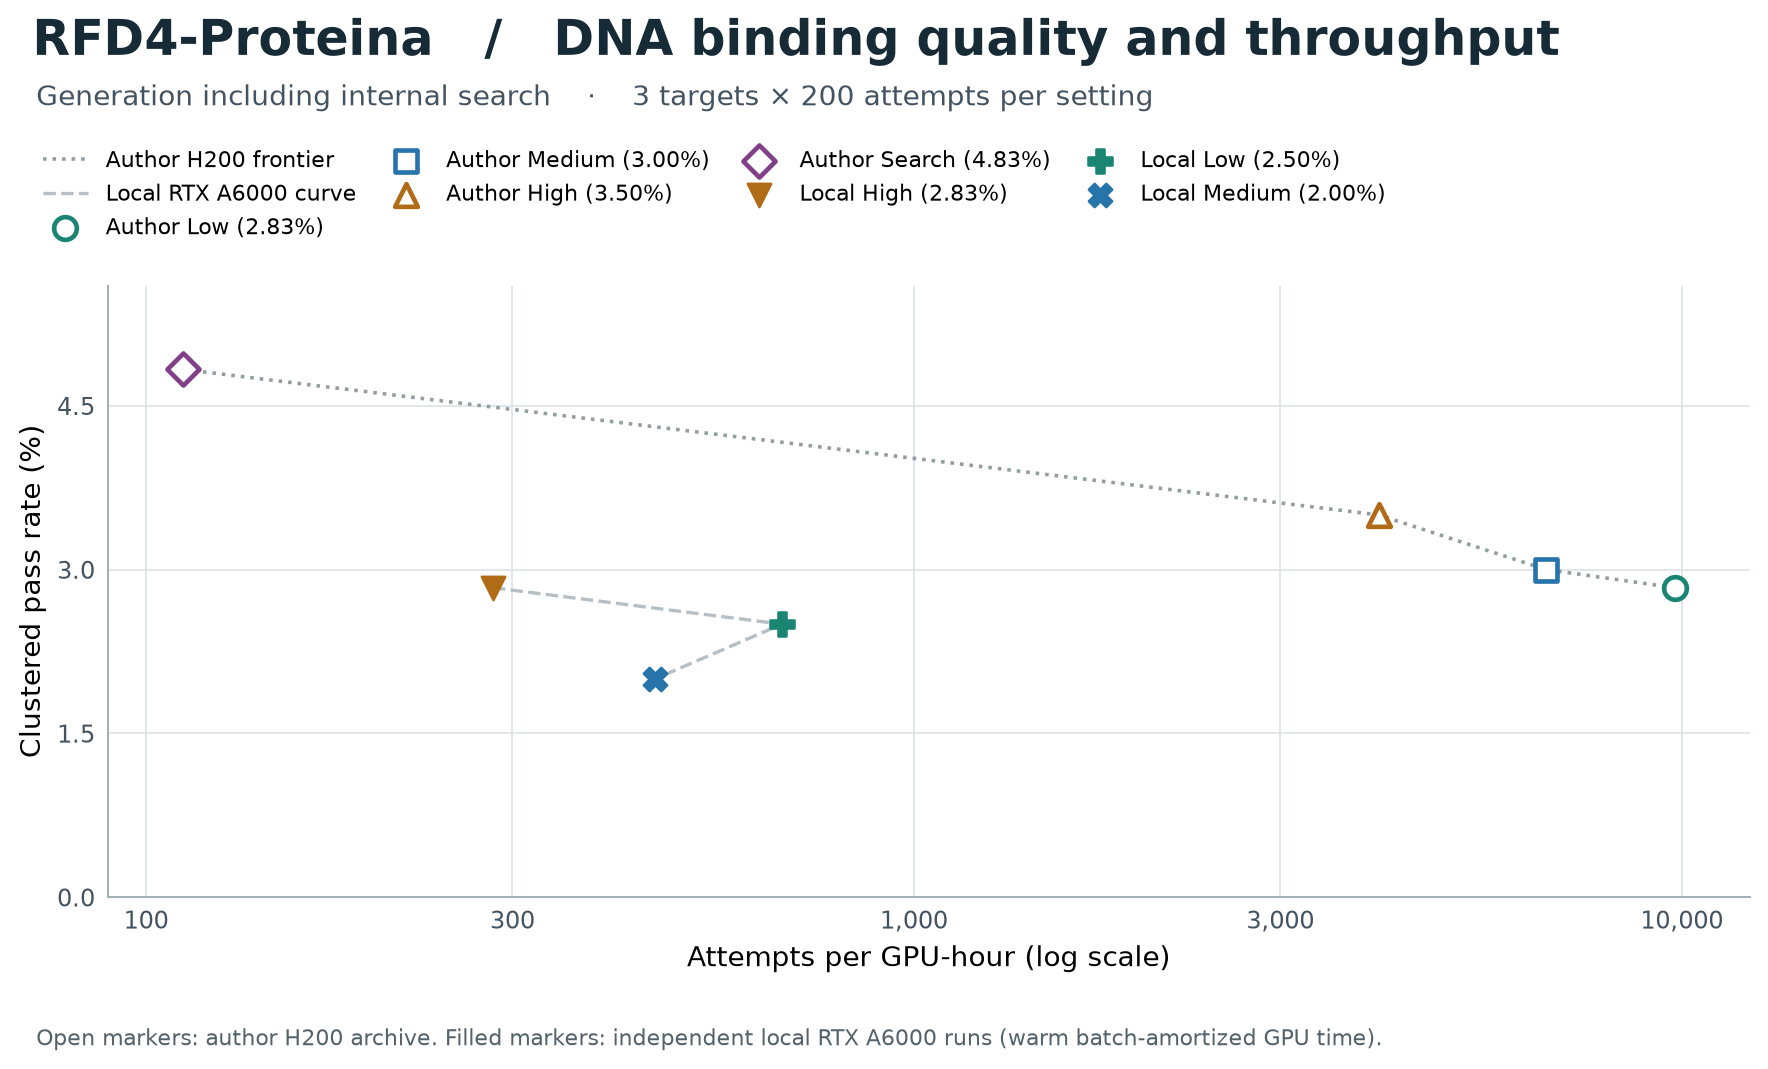 RFD4-Proteina / DNA binding quality and throughput
Generation including internal search · 3 targets × 200 attempts per setting
Author H200 frontier
Local RTX A6000 curve
Author Low (2.83%)
Author Medium (3.00%)
Author High (3.50%)
Author Search (4.83%)
Local High (2.83%)
Local Low (2.50%)
Local Medium (2.00%)
Clustered pass rate (%)
4.5
3.0
1.5
0.0
100 300 1,000 3,000 10,000
Attempts per GPU-hour (log scale)
Open markers: author H200 archive. Filled markers: independent local RTX A6000 runs (warm batch-amortized GPU time).